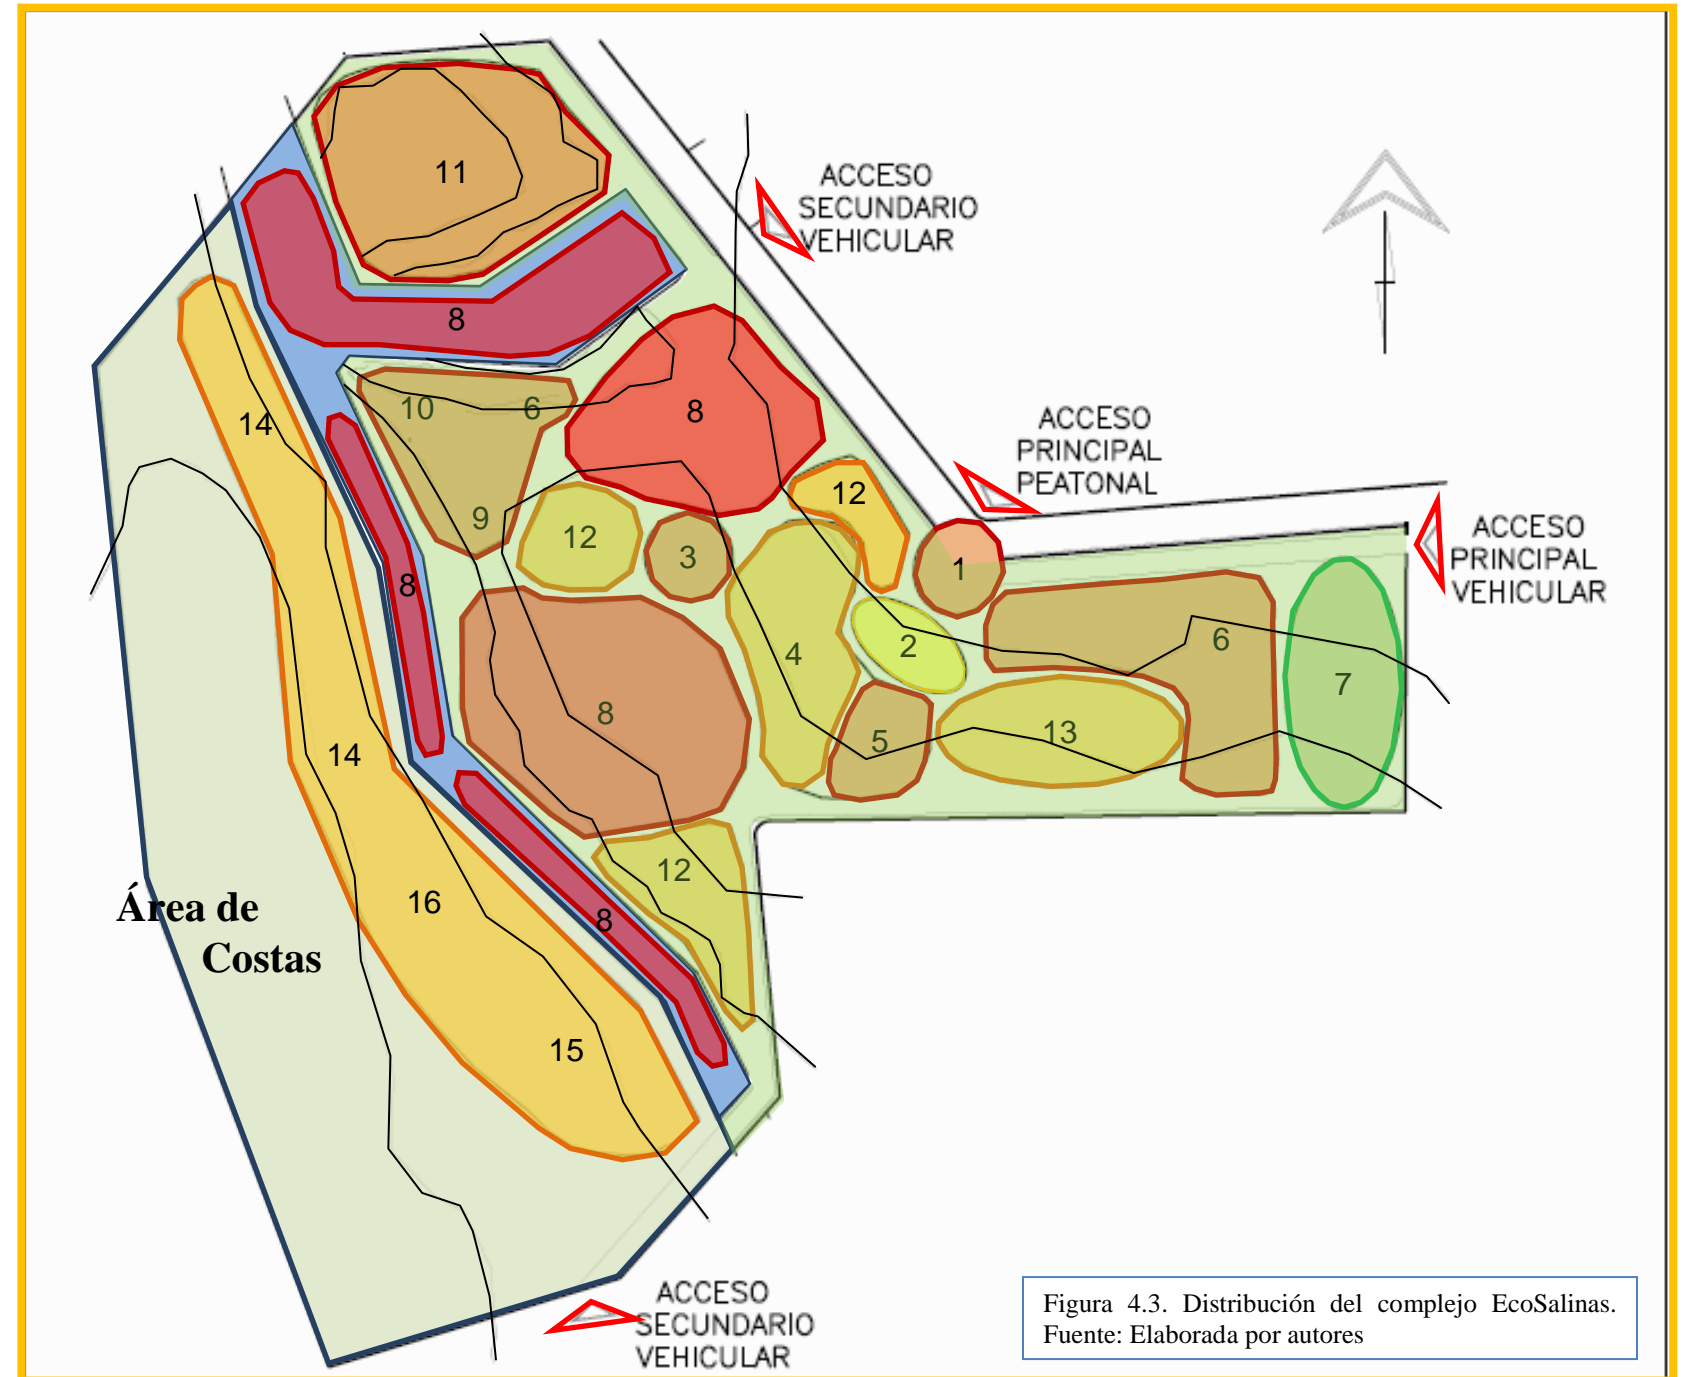 11
ACCESO
SECUNDARIO
VEHICULAR
8
10
6
8
ACCESO
PRINCIPAL
PEATONAL
14
12
9
12
3
1
ACCESO
PRINCIPAL
VEHICULAR
8
4
2
6
7
8
5
13
14
12
16
8
Área de
Costas
15
ACCESO
SECUNDARIO
VEHICULAR
Figura 4.3. Distribución del complejo EcoSalinas.
Fuente: Elaborada por autores